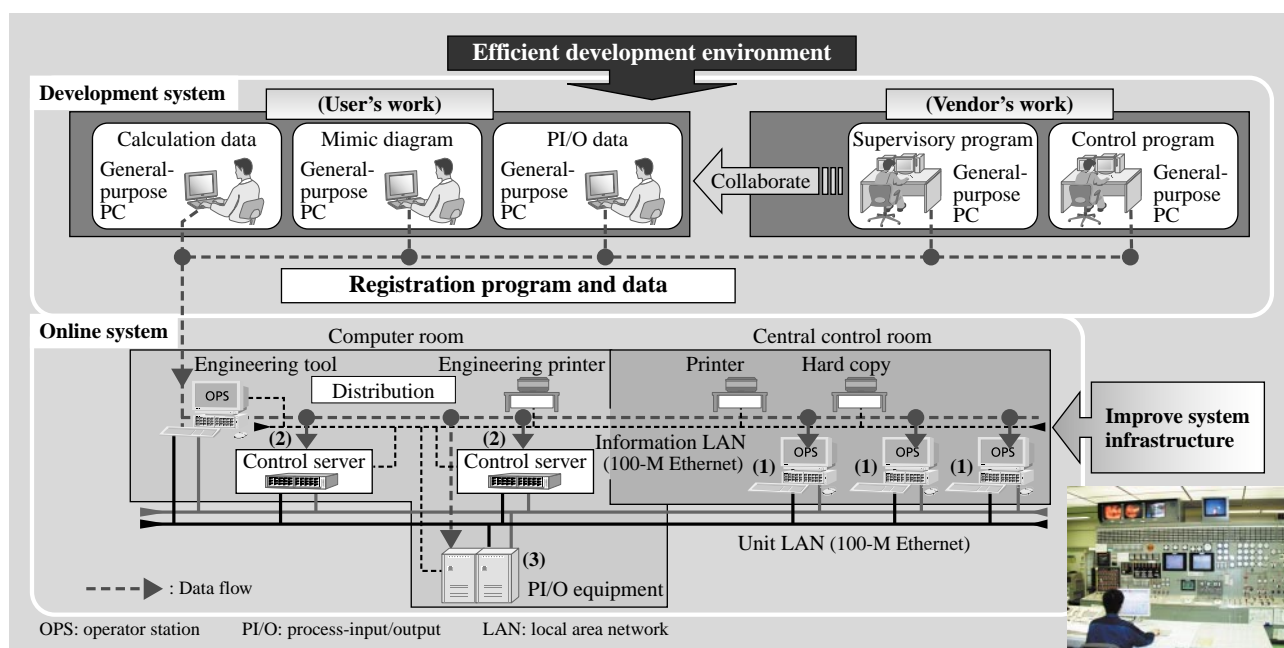 Efficient development environment
Development system
(User's work)
(Vendor's work)
Calculation data
General-
purpose
PC
Mimic diagram
General-
purpose
PC
PI/O data
General-
purpose
PC
Collaborate
Supervisory program
General-
purpose
PC
Control program
General-
purpose
PC
Registration program and data
Online system
Computer room
Central control room
Engineering tool
OPS
Distribution
Engineering printer
Printer
Hard copy
Improve system
infrastructure
(2)
Control server
(2)
Control server
Information LAN
(100-M Ethernet)
(1)
OPS
(1)
OPS
(1)
OPS
Unit LAN (100-M Ethernet)
(3)
PI/O equipment
: Data flow
OPS: operator station PI/O: process-input/output LAN: local area network